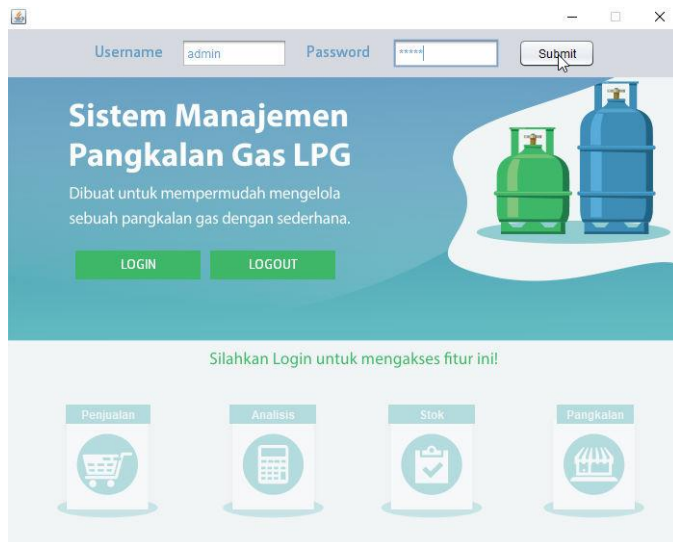 Username admin Password ***** Submit
Sistem Manajemen
Pangkalan Gas LPG
Dibuat untuk mempermudah mengelola
sebuah pangkalan gas dengan sederhana.
LOGIN LOGOUT
Silahkan Login untuk mengakses fitur ini!
Penjualan Analisis Stok Pangkalan